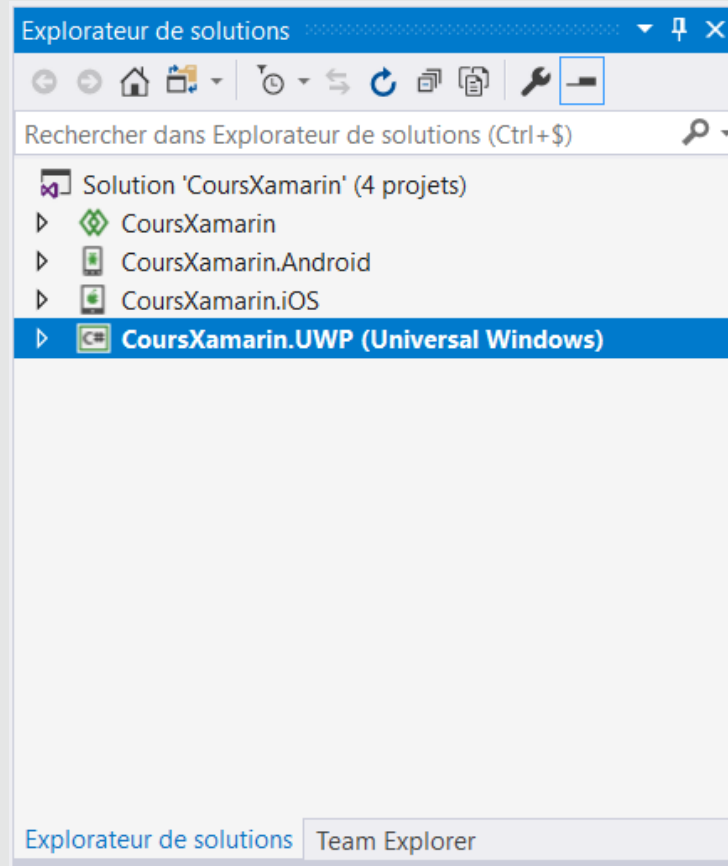 Explorateur de solutions
Rechercher dans Explorateur de solutions (Ctrl+$)
Solution 'CoursXamarin' (4 projets)
CoursXamarin
CoursXamarin.Android
CoursXamarin.iOS
C# CoursXamarin.UWP (Universal Windows)
Explorateur de solutions Team Explorer